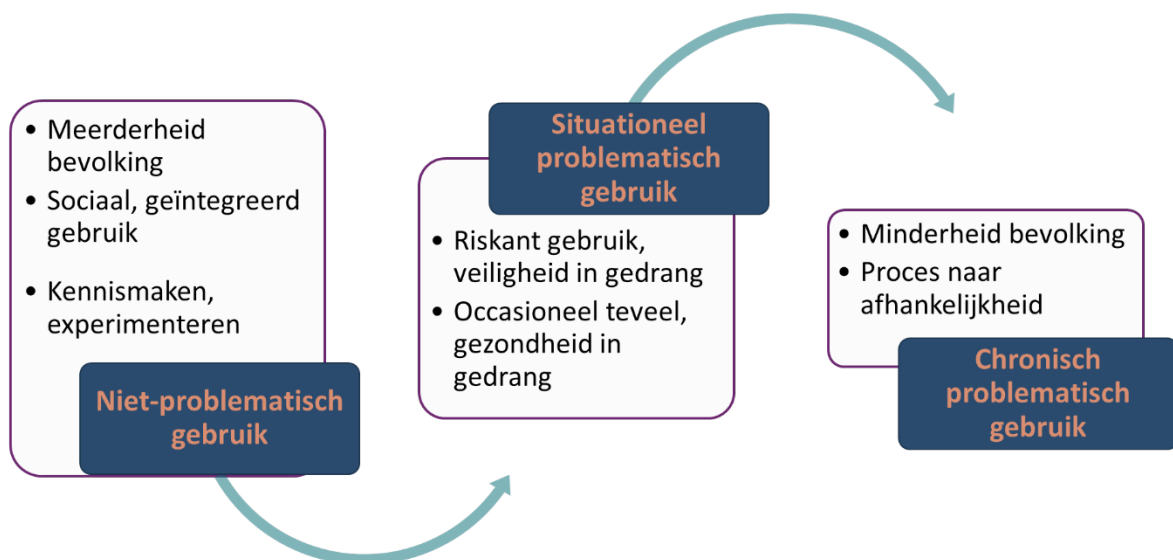 • Meerderheid
bevolking
• Sociaal, geïntegreerd
gebruik
• Kennismaken,
experimenteren
Niet-problematisch
gebruik
Situationeel
problematisch
gebruik
• Riskant gebruik,
veiligheid in gedrang
• Occasioneel teveel,
gezondheid in
gedrang
• Minderheid bevolking
• Proces naar
afhankelijkheid
Chronisch
problematisch
gebruik